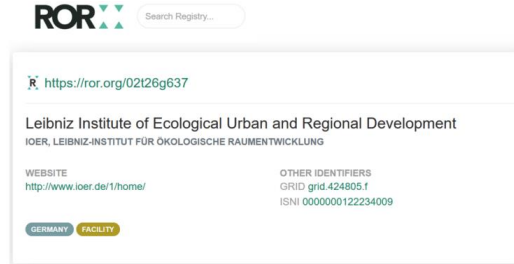 ROR
Search Registry...
R https://ror.org/02t26g637
Leibniz Institute of Ecological Urban and Regional Development
IOER, LEIBNIZ-INSTITUT FÜR ÖKOLOGISCHE RAUMENTWICKLUNG
WEBSITE
http://www.ioer.de/1/home/
OTHER IDENTIFIERS
GRID grid.424805.f
ISNI 0000000122234009
GERMANY FACILITY